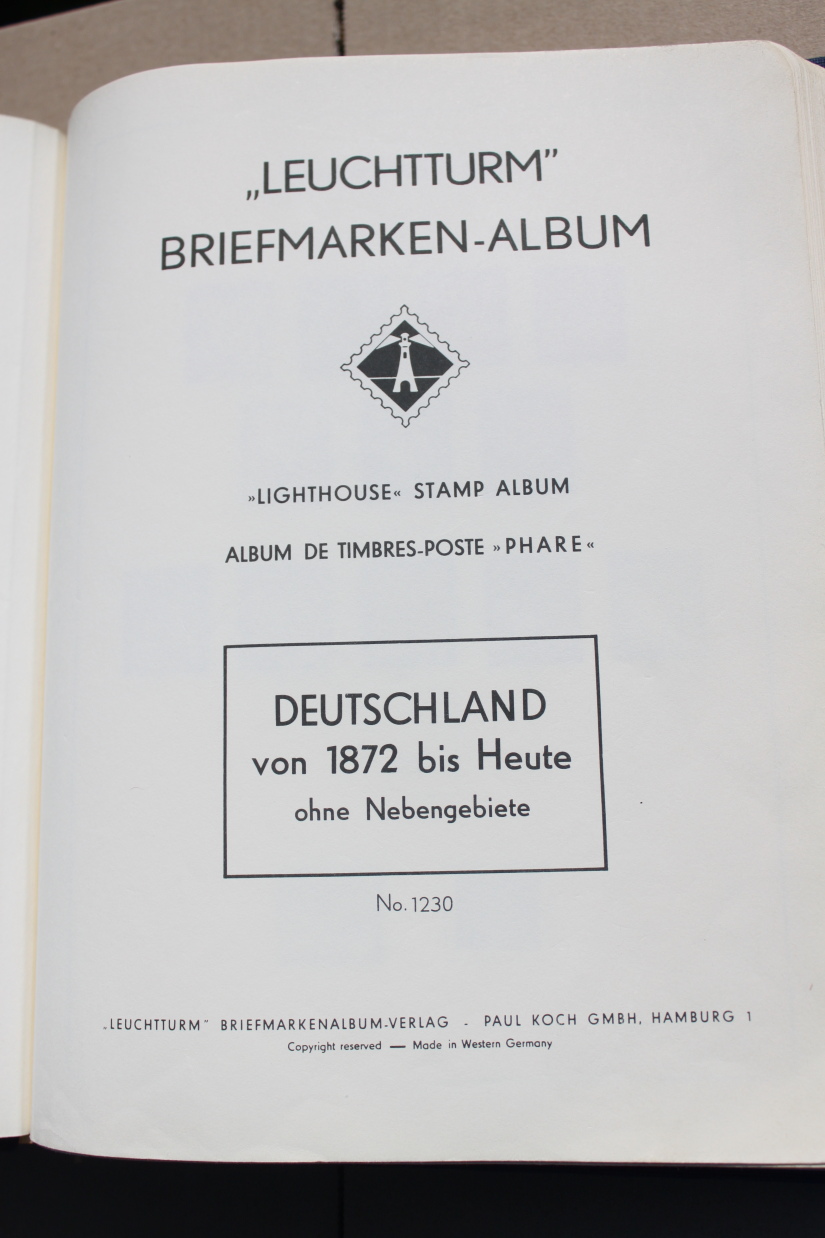 „LEUCHTTURM”
BRIEFMARKEN-ALBUM
»LIGHTHOUSE« STAMP ALBUM
ALBUM DE TIMBRES-POSTE »PHARE«
DEUTSCHLAND
von 1872 bis Heute
ohne Nebengebiete
No. 1230
„LEUCHTTURM” BRIEFMARKENALBUM-VERLAG - PAUL KOCH GMBH, HAMBURG 1
Copyright reserved — Made in Western Germany